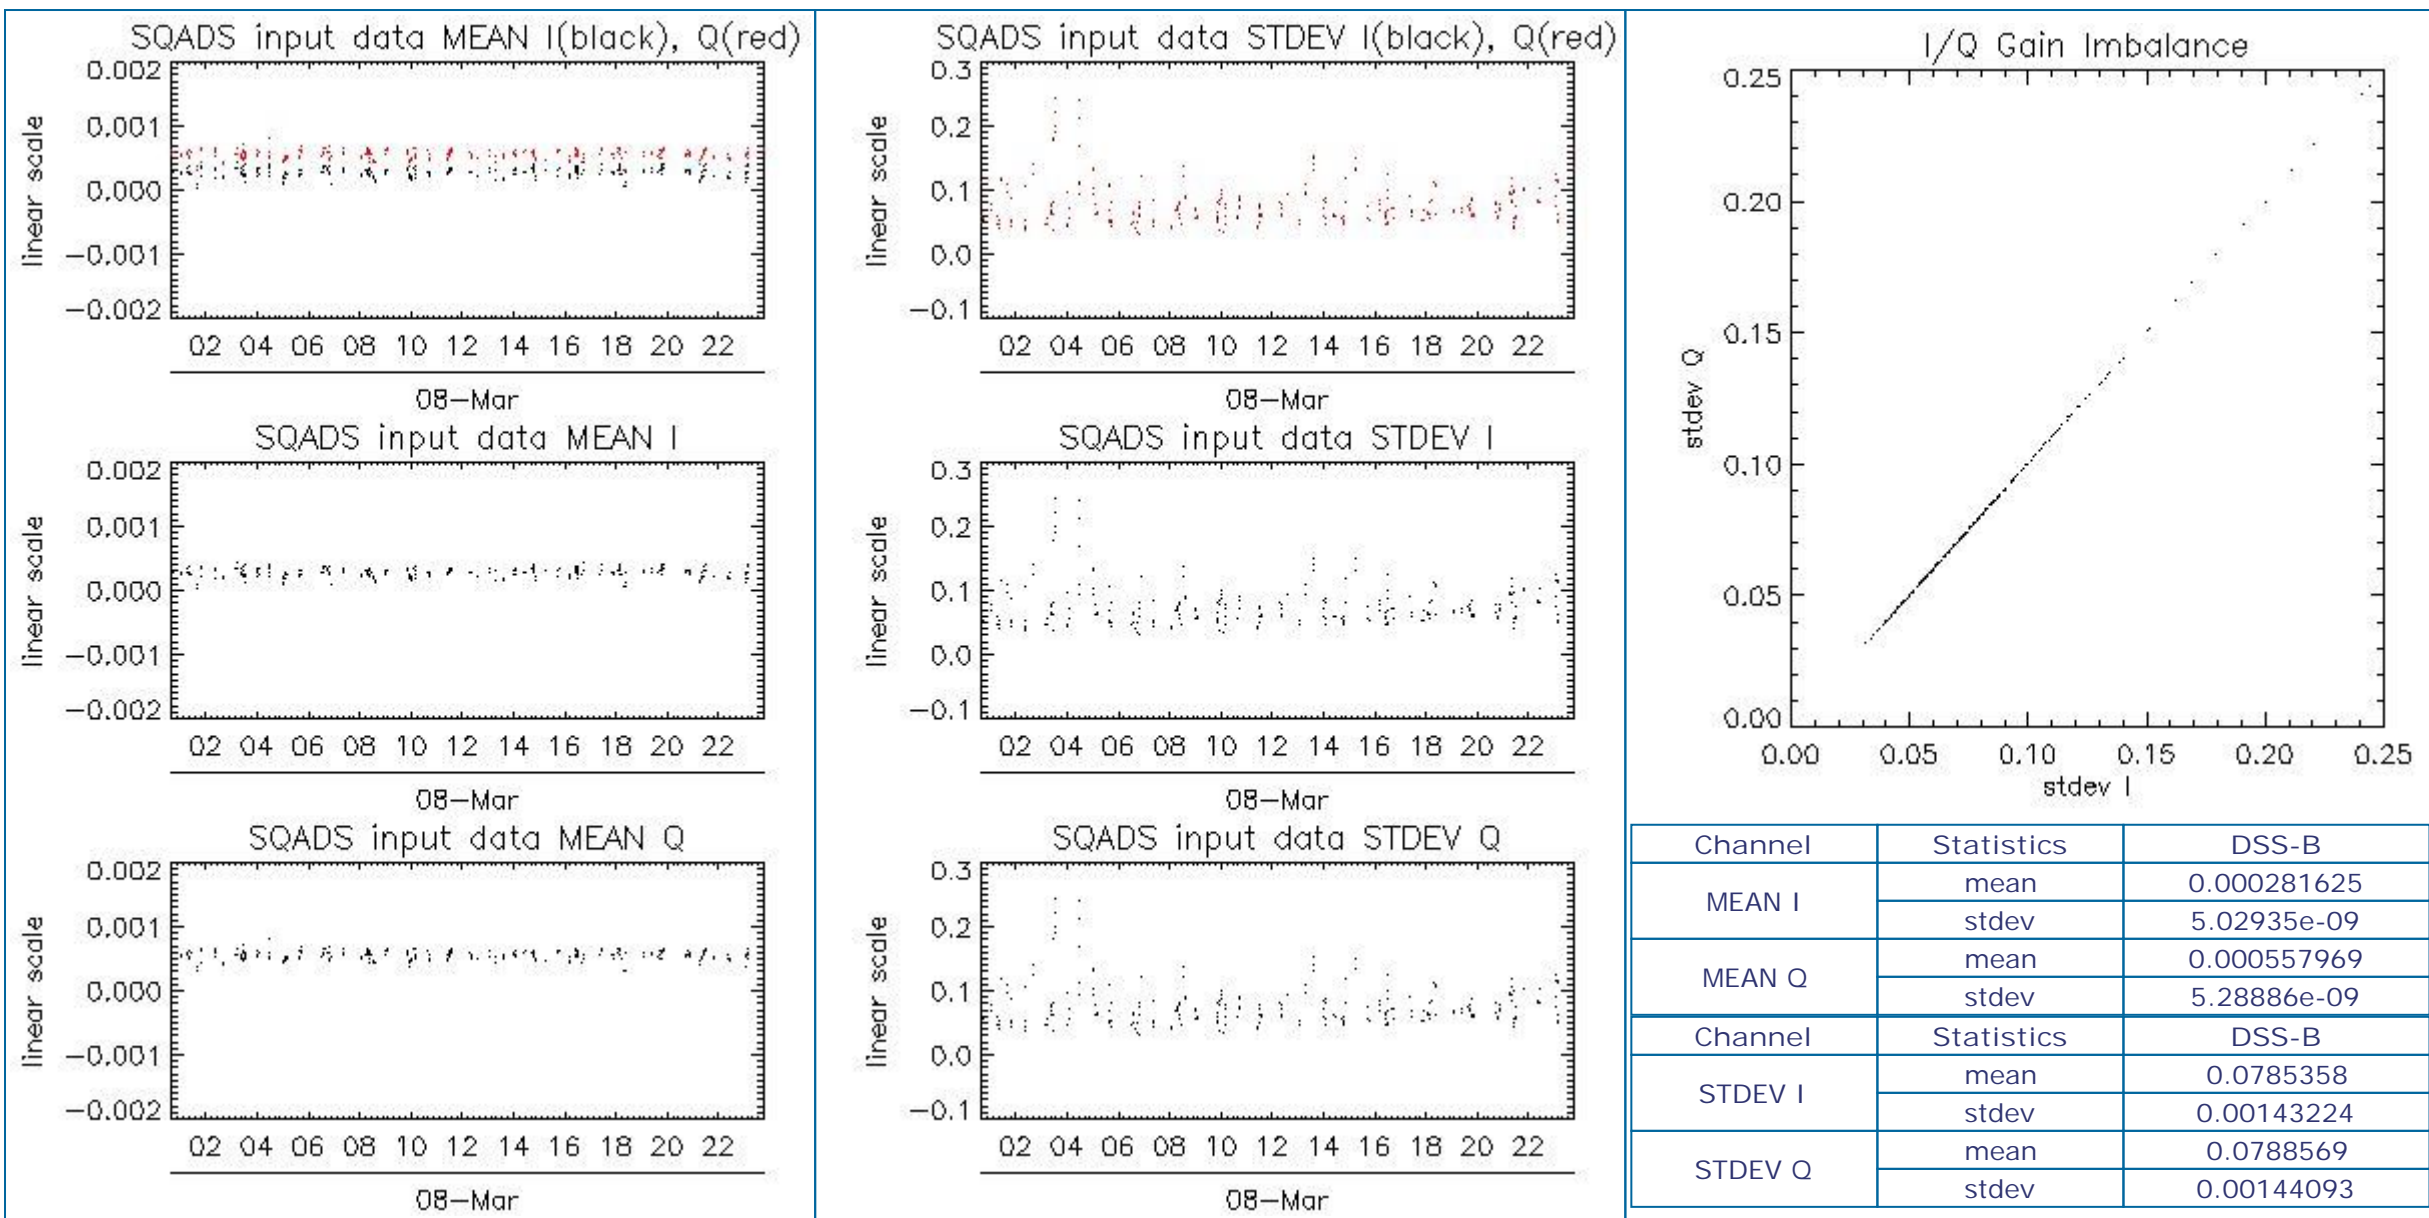 SQADS input data MEAN I(black), Q(red)
0.002
0.001
0.000
-0.001
-0.002
linear scale
02 04 06 08 10 12 14 16 18 20 22
08-Mar
SQADS input data MEAN I
0.002
0.001
0.000
-0.001
-0.002
linear scale
02 04 06 08 10 12 14 16 18 20 22
08-Mar
SQADS input data MEAN Q
0.002
0.001
0.000
-0.001
-0.002
linear scale
02 04 06 08 10 12 14 16 18 20 22
08-Mar
SQADS input data STDEV I(black), Q(red)
0.3
0.2
0.1
0.0
-0.1
linear scale
02 04 06 08 10 12 14 16 18 20 22
08-Mar
SQADS input data STDEV I
0.3
0.2
0.1
0.0
-0.1
linear scale
02 04 06 08 10 12 14 16 18 20 22
08-Mar
SQADS input data STDEV Q
0.3
0.2
0.1
0.0
-0.1
linear scale
02 04 06 08 10 12 14 16 18 20 22
08-Mar
I/Q Gain Imbalance
0.25
0.20
0.15
0.10
0.05
0.00
stdev Q
0.00 0.05 0.10 0.15 0.20 0.25
stdev I
Channel Statistics DSS-B
MEAN I mean 0.000281625
stdev 5.02935e-09
MEAN Q mean 0.000557969
stdev 5.28886e-09
Channel Statistics DSS-B
STDEV I mean 0.0785358
stdev 0.00143224
STDEV Q mean 0.0788569
stdev 0.00144093